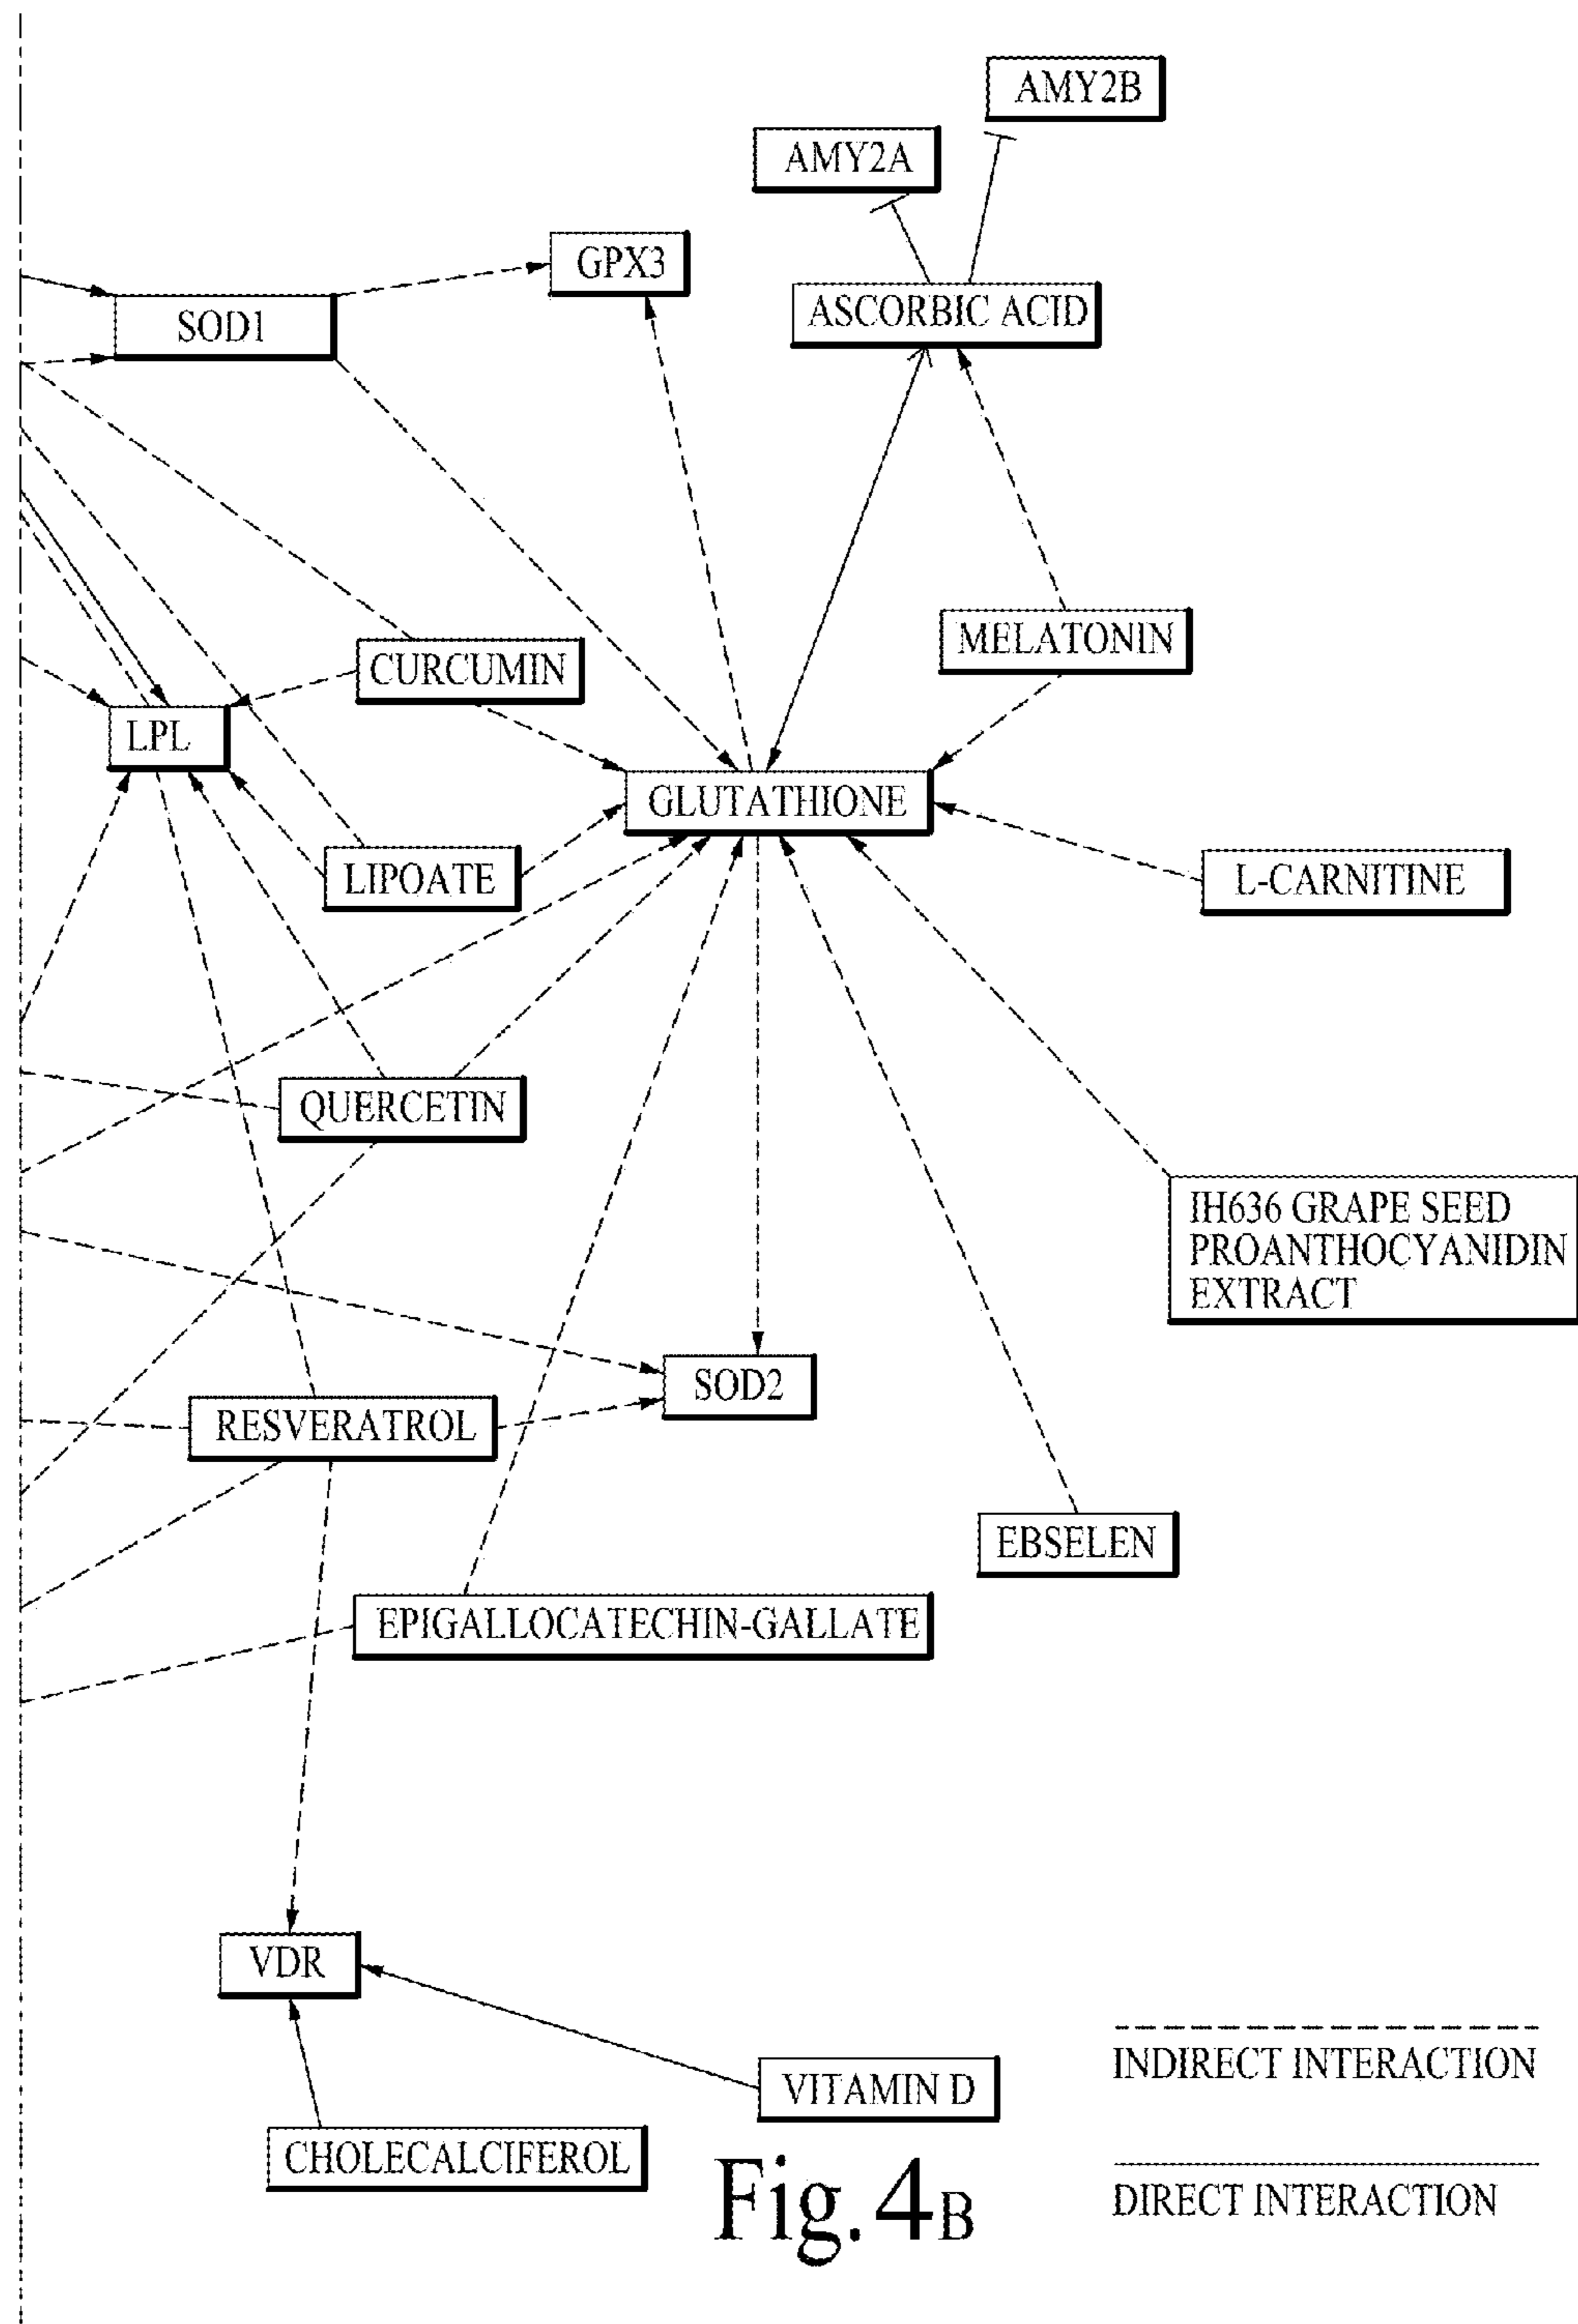 AMY2B
AMY2A
GPX3
ASCORBIC ACID
SOD1
MELATONIN
CURCUMIN
LPL
GLUTATHIONE
LIPOATE
L-CARNITINE
QUERCETIN
IH636 GRAPE SEED
PROANTHOCYANIDIN
EXTRACT
SOD2
RESVERATROL
EBSELEN
EPIGALLOCATECHIN-GALLATE
VDR
VITAMIN D
INDIRECT INTERACTION
CHOLECALCIFEROL
DIRECT INTERACTION
Fig. 4B